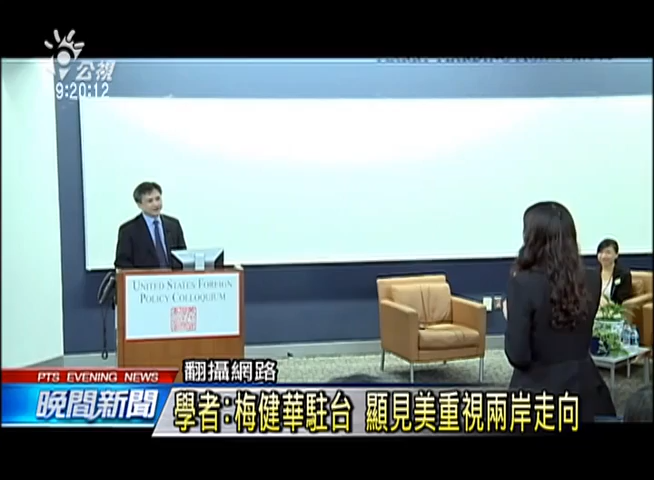 公視
9:20:12
UNITED STATES FOREIGN
POLICY COLLOQUIUM
PTS EVENING NEWS
翻攝網路
晚間新聞
學者:梅健華駐台 顯見美重視兩岸走向